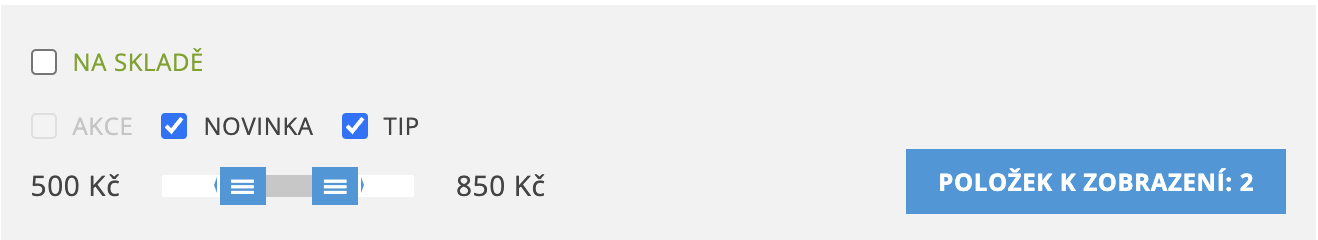 NA SKLADĚ
AKCE NOVINKA TIP
500 Kč 850 Kč
POLOŽEK K ZOBRAZENÍ: 2